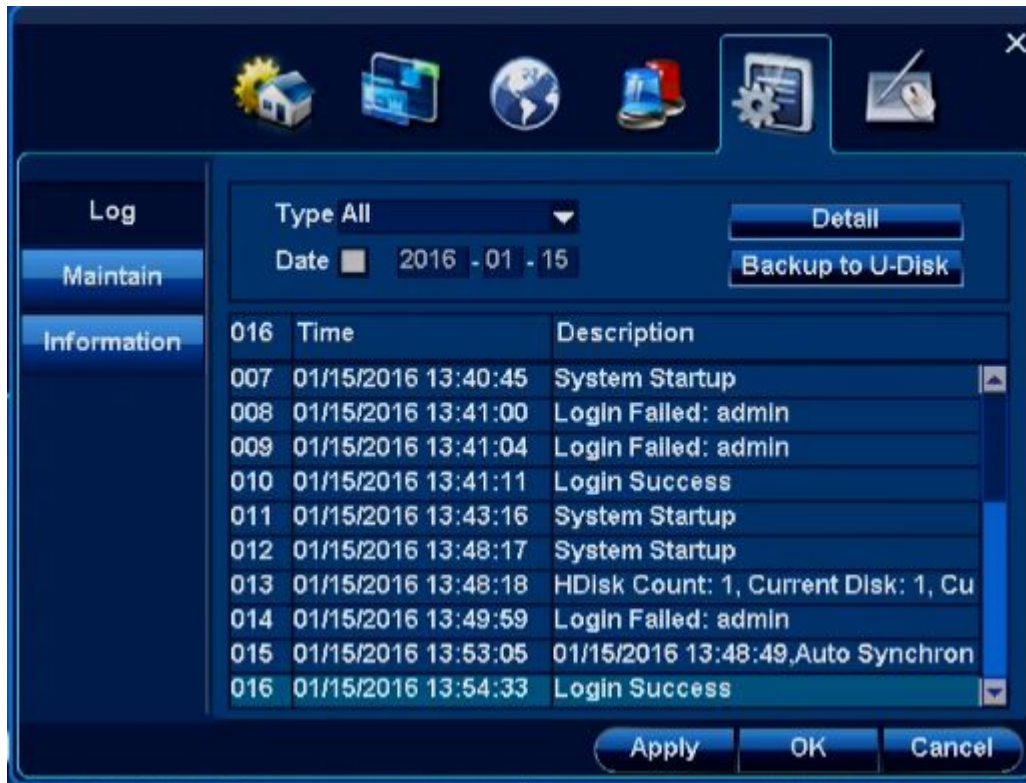 Log
Maintain
Information
Type All
Detail
Date 2016 - 01 - 15
Backup to U-Disk
016 Time Description
007 01/15/2016 13:40:45 System Startup
008 01/15/2016 13:41:00 Login Failed: admin
009 01/15/2016 13:41:04 Login Failed: admin
010 01/15/2016 13:41:11 Login Success
011 01/15/2016 13:43:16 System Startup
012 01/15/2016 13:48:17 System Startup
013 01/15/2016 13:48:18 HDisk Count: 1, Current Disk: 1, Cu
014 01/15/2016 13:49:59 Login Failed: admin
015 01/15/2016 13:53:05 01/15/2016 13:48:49,Auto Synchron
016 01/15/2016 13:54:33 Login Success
Apply OK Cancel